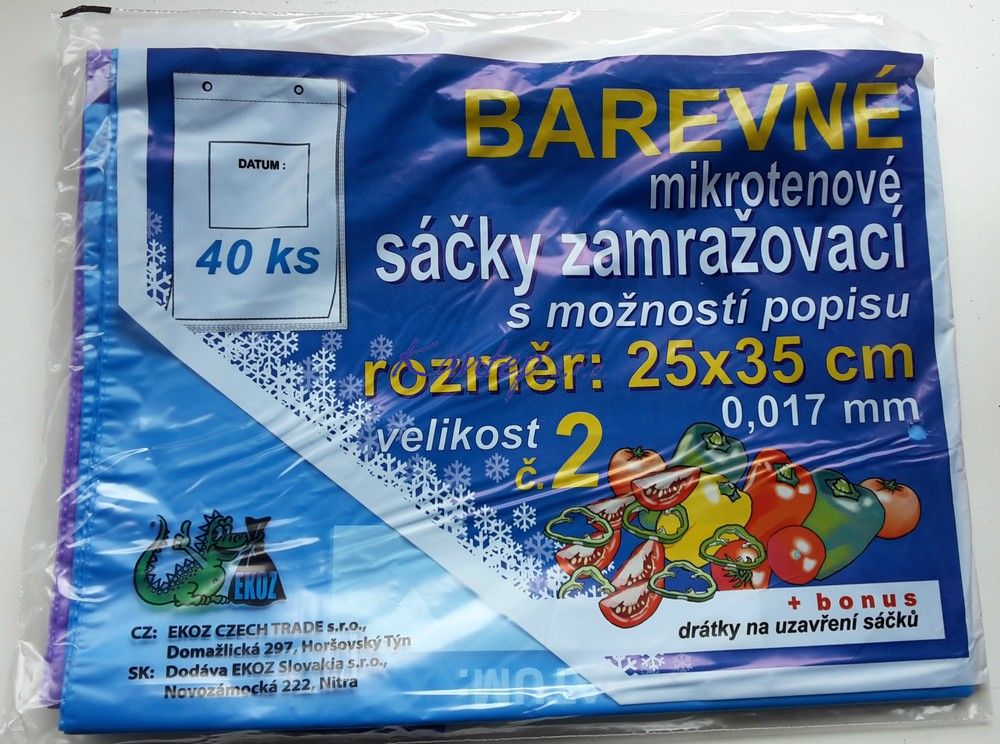 DATUM :
40 ks
BAREVNÉ
mikrotenové
sáčky zamražovací
s možností popisu
rozměr: 25x35 cm
0,017 mm
velikost
č. 2
EKOZ
CZ: EKOZ CZECH TRADE s.r.o.,
Domažlická 297, Horšovský Týn
SK: Dodáva EKOZ Slovakia s.r.o.,
Novozámocká 222, Nitra
+ bonus
drátky na uzavření sáčků